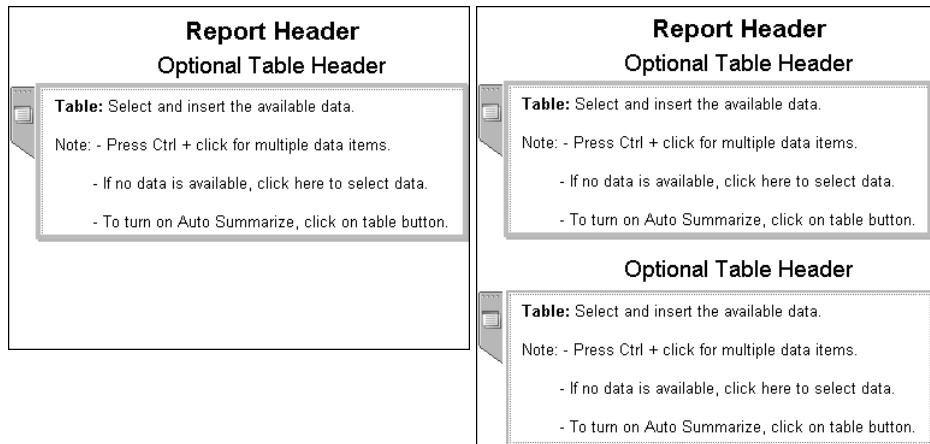 Report Header
Optional Table Header
Table: Select and insert the available data.
Note: - Press Ctrl + click for multiple data items.
- If no data is available, click here to select data.
- To turn on Auto Summarize, click on table button.
Report Header
Optional Table Header
Table: Select and insert the available data.
Note: - Press Ctrl + click for multiple data items.
- If no data is available, click here to select data.
- To turn on Auto Summarize, click on table button.
Optional Table Header
Table: Select and insert the available data.
Note: - Press Ctrl + click for multiple data items.
- If no data is available, click here to select data.
- To turn on Auto Summarize, click on table button.